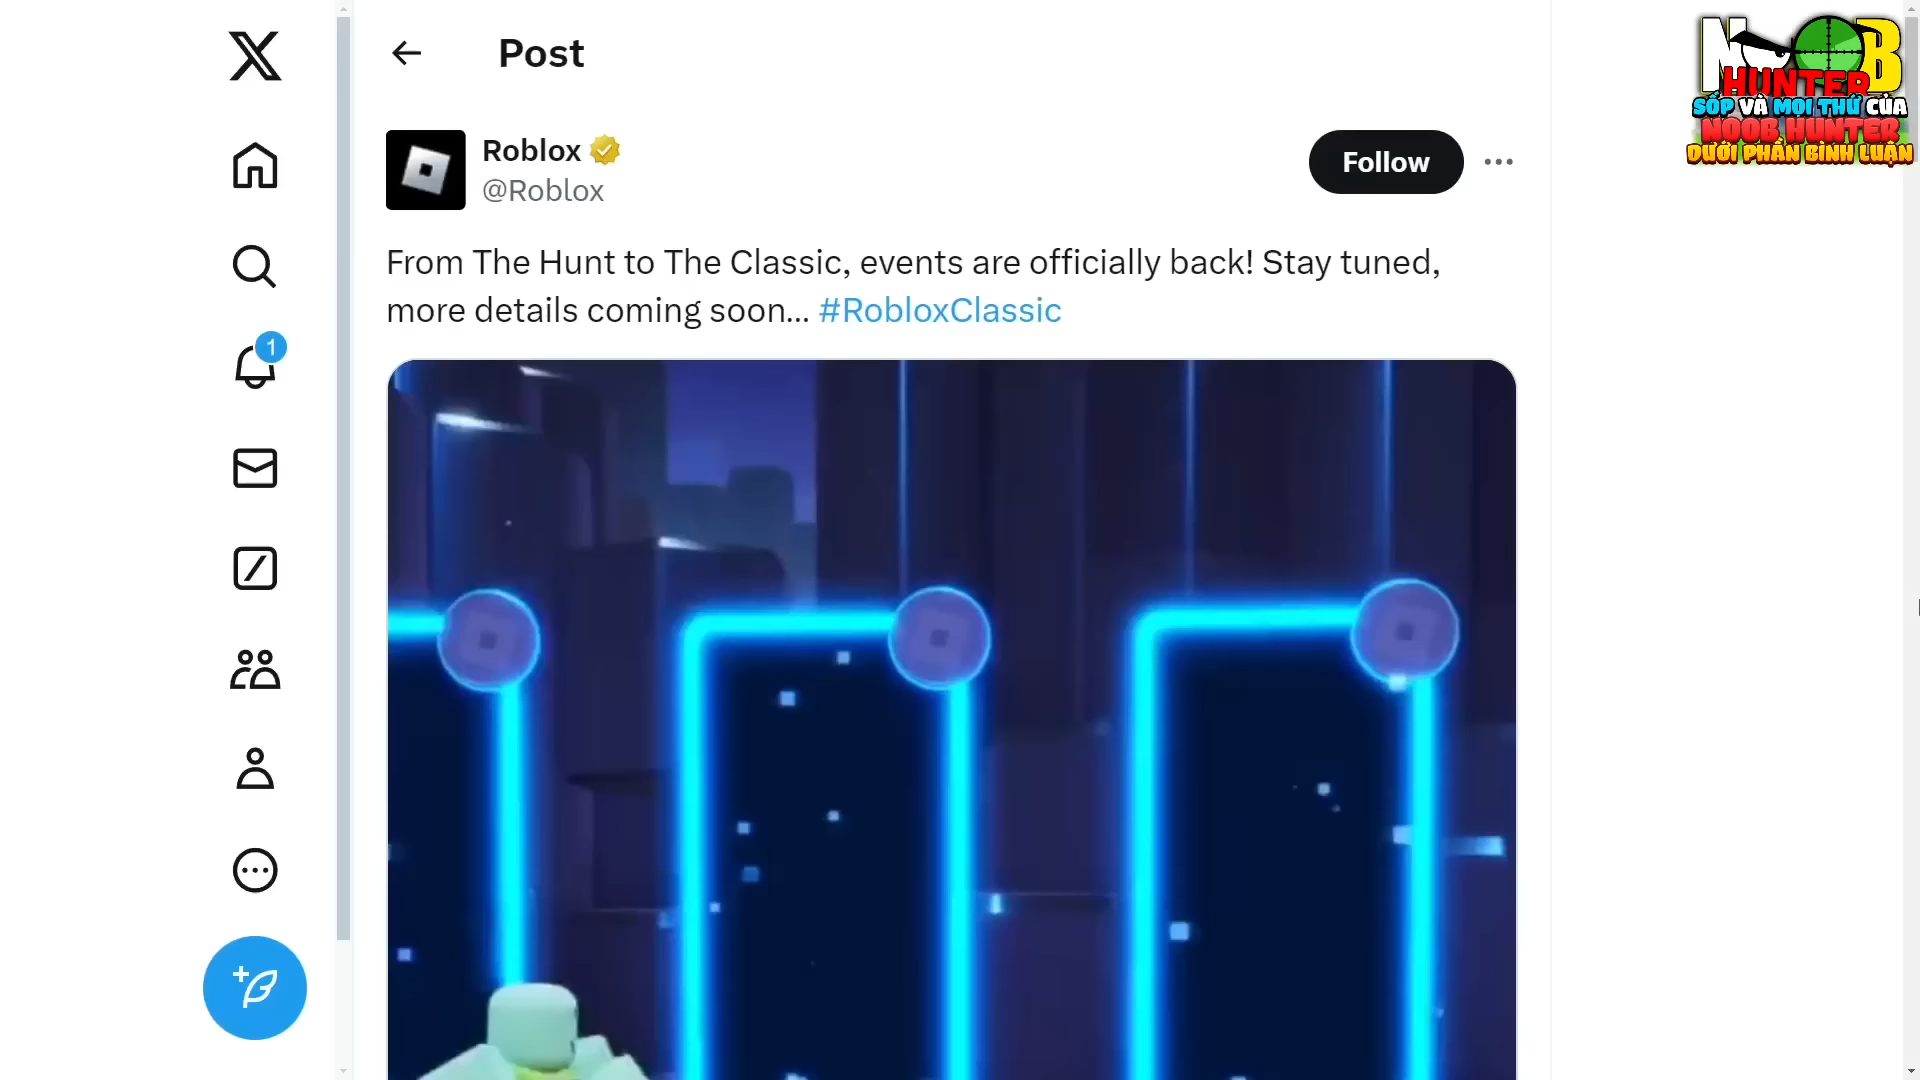 Post
Roblox
@Roblox
Follow
From The Hunt to The Classic, events are officially back! Stay tuned,
more details coming soon... #RobloxClassic
1
NOOB
HUNTER
SỐP VÀ MỌI THỨ CỦA
NOOB HUNTER
DƯỚI PHẦN BÌNH LUẬN